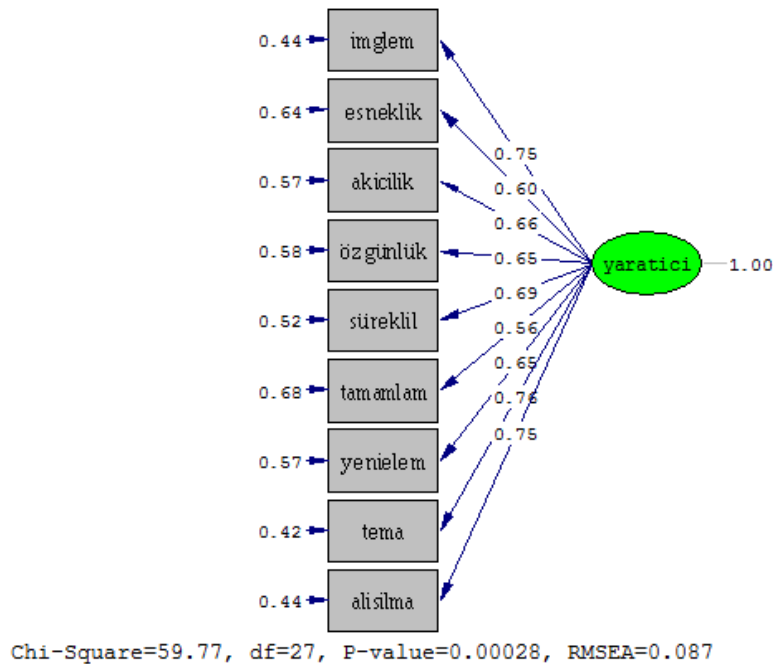 0.44 imglem
0.75
0.64 esneklik
0.60
0.57 akicilik
0.66
0.58 özgünlük
0.65
yaratici 1.00
0.52 süreklil
0.69
0.56
0.68 tamamlam
0.65
0.76
0.57 yenielem
0.75
0.42 tema
0.44 alisilma
Chi-Square=59.77, df=27, P-value=0.00028, RMSEA=0.087